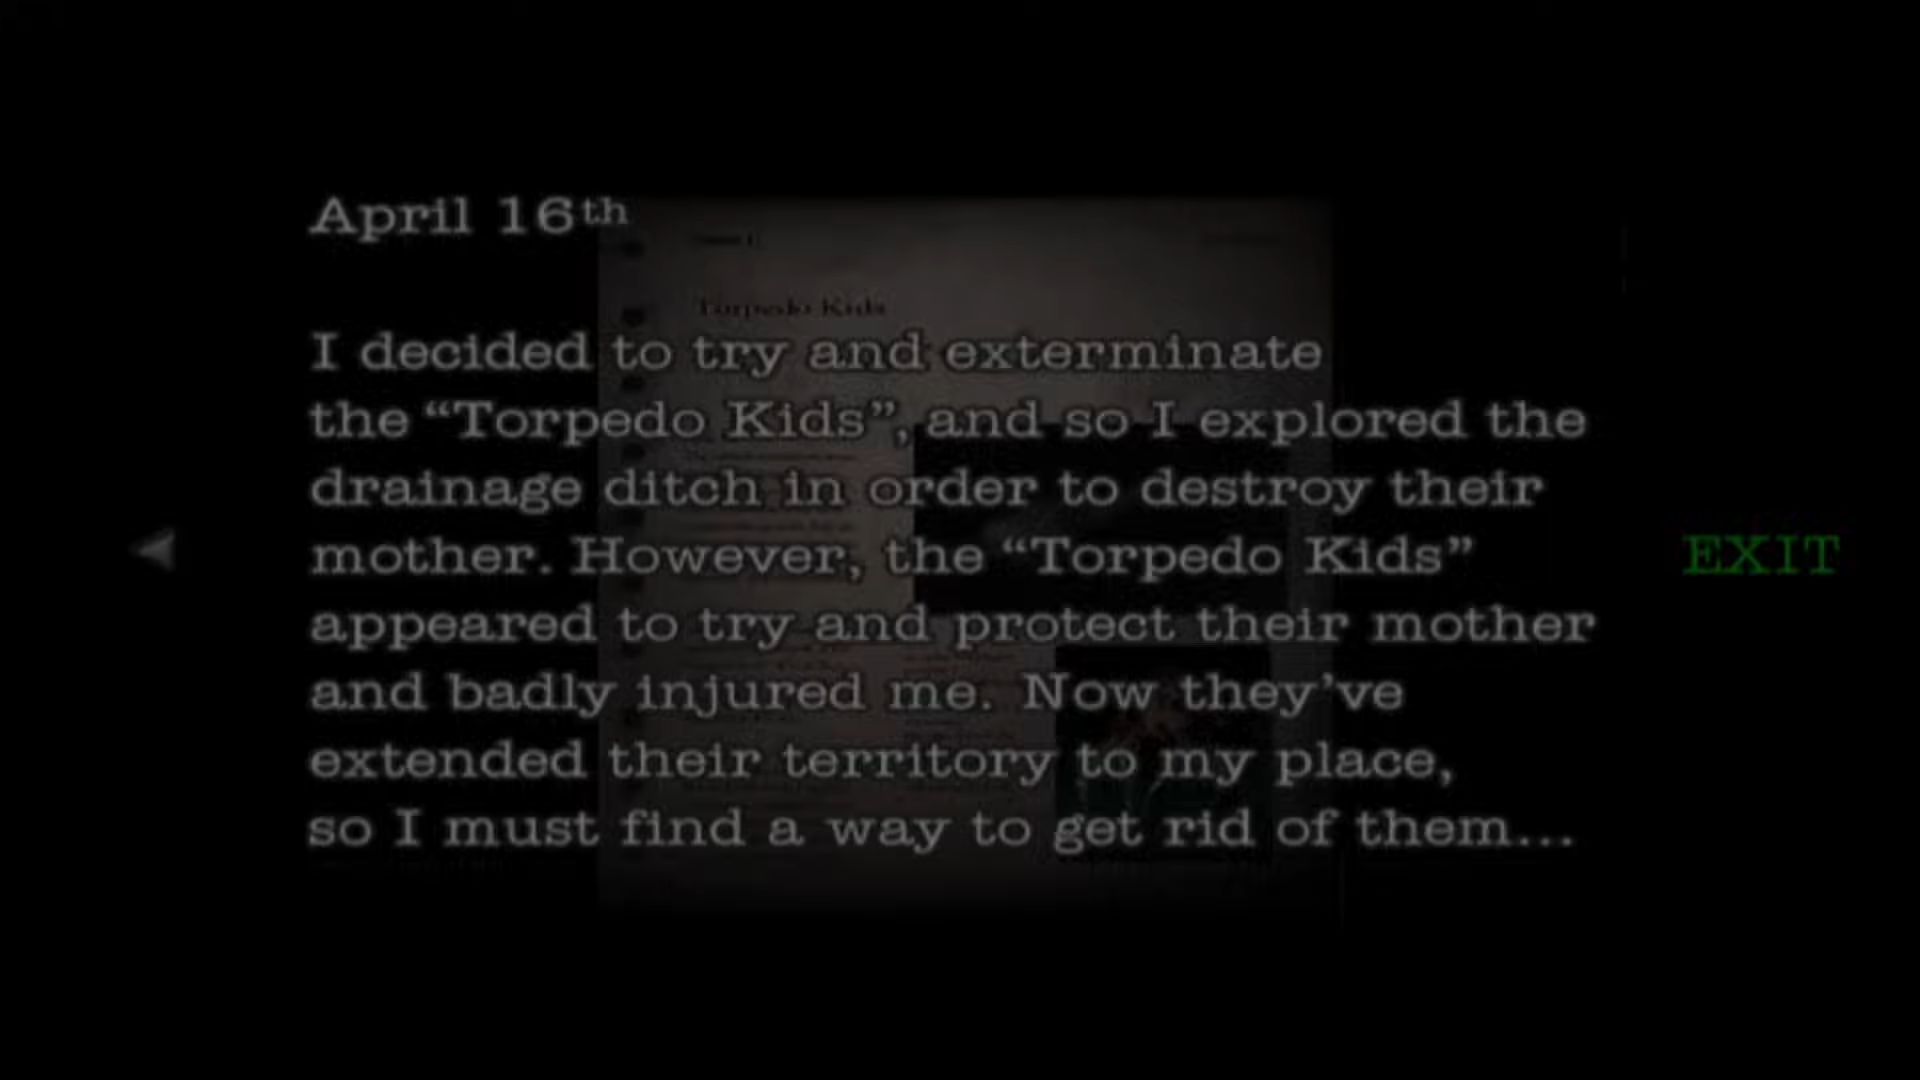 April 16th
Torpedo Kids
I decided to try and exterminate
the “Torpedo Kids”, and so I explored the
drainage ditch in order to destroy their
mother. However, the “Torpedo Kids”
EXIT
appeared to try and protect their mother
and badly injured me. Now they’ve
extended their territory to my place,
so I must find a way to get rid of them...